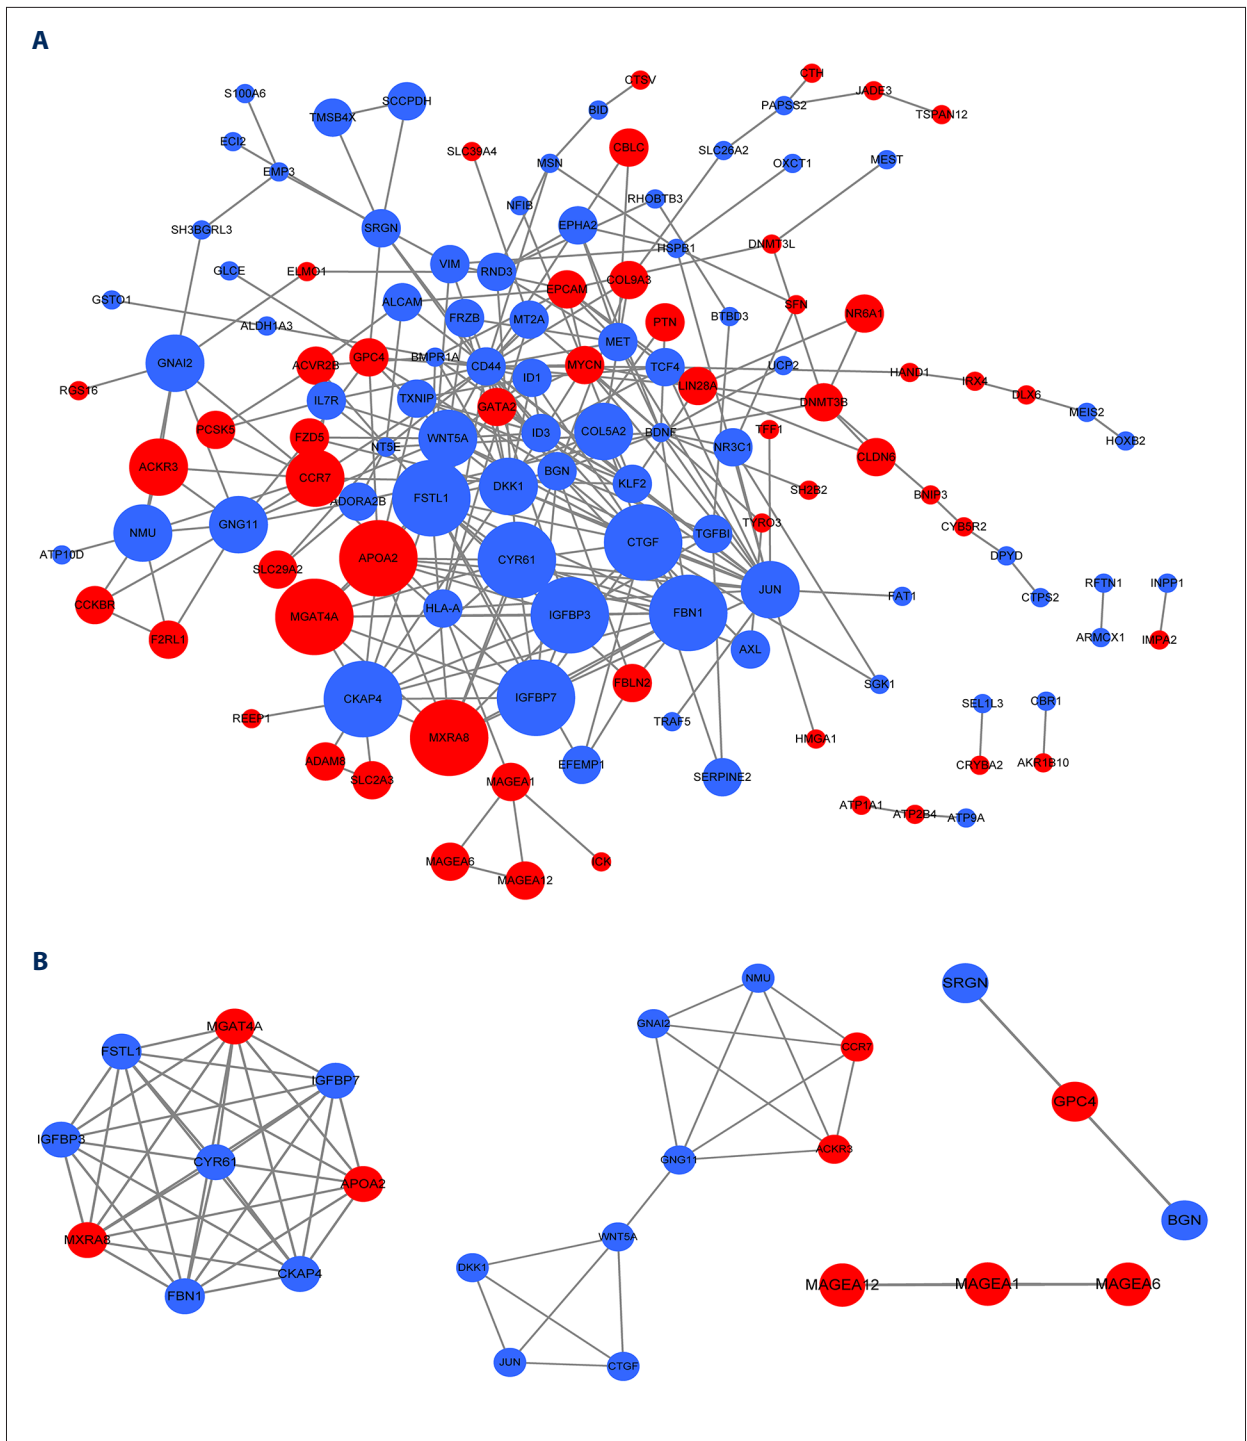 A
CTSV
CTH
S100A6
SCCPDH
JADE3
PAPSS2
BID
TMSB4X
TSPAN12
ECI2
SLC39A4
CBLC
SLC26A2
MSN
OXCT1
MEST
EMP3
RHOBTB3
NFIB
SRGN
EPHA2
SH3BGRL3
HSPB1
DNMT3L
VIM
GLCE
ELMO1
RND3
COL9A3
EPCAM
GSTO1
ALCAM
SFN
NR6A1
FRZB
MT2A
PTN
BTBD3
ALDH1A3
MET
GNAI2
ACVR2B
GPC4
BMPR1A
CD44
MYCN
TCF4
UCP2
HAND1
ID1
LIN28A
IRX4
RGS16
DLX6
IL7R
TXNIP
GATA2
DNMT3B
MEIS2
PCSK5
FZD5
WNT5A
ID3
COL5A2
BDNF
TFF1
HOXB2
NT5E
NR3C1
CLDN6
ACKR3
CCR7
BGN
DKK1
KLF2
SH2B2
BNIP3
FSTL1
ADORA2B
GNG11
TYRO3
CYB5R2
NMU
TGFBI
CTGF
ATP10D
APOA2
CYR61
DPYD
SLC29A2
RFTN1
INPP1
JUN
FAT1
CTPS2
CCKBR
HLA-A
MGAT4A
IGFBP3
FBN1
F2RL1
ARMCX1
IMPA2
AXL
FBLN2
SGK1
CKAP4
IGFBP7
SEL1L3
CBR1
REEP1
TRAF5
MXRA8
HMGA1
ADAM8
EFEMP1
CRYBA2
AKR1B10
SLC2A3
MAGEA1
SERPINE2
ATP1A1
ATP2B4
ATP9A
MAGEA6
ICK
MAGEA12
B
NMU
SRGN
MGAT4A
GNAI2
FSTL1
CCR7
IGFBP7
GPC4
IGFBP3
ACKR3
CYR61
GNG11
APOA2
BGN
MXRA8
WNT5A
DKK1
CKAP4
MAGEA12
MAGEA1
MAGEA6
FBN1
JUN
CTGF